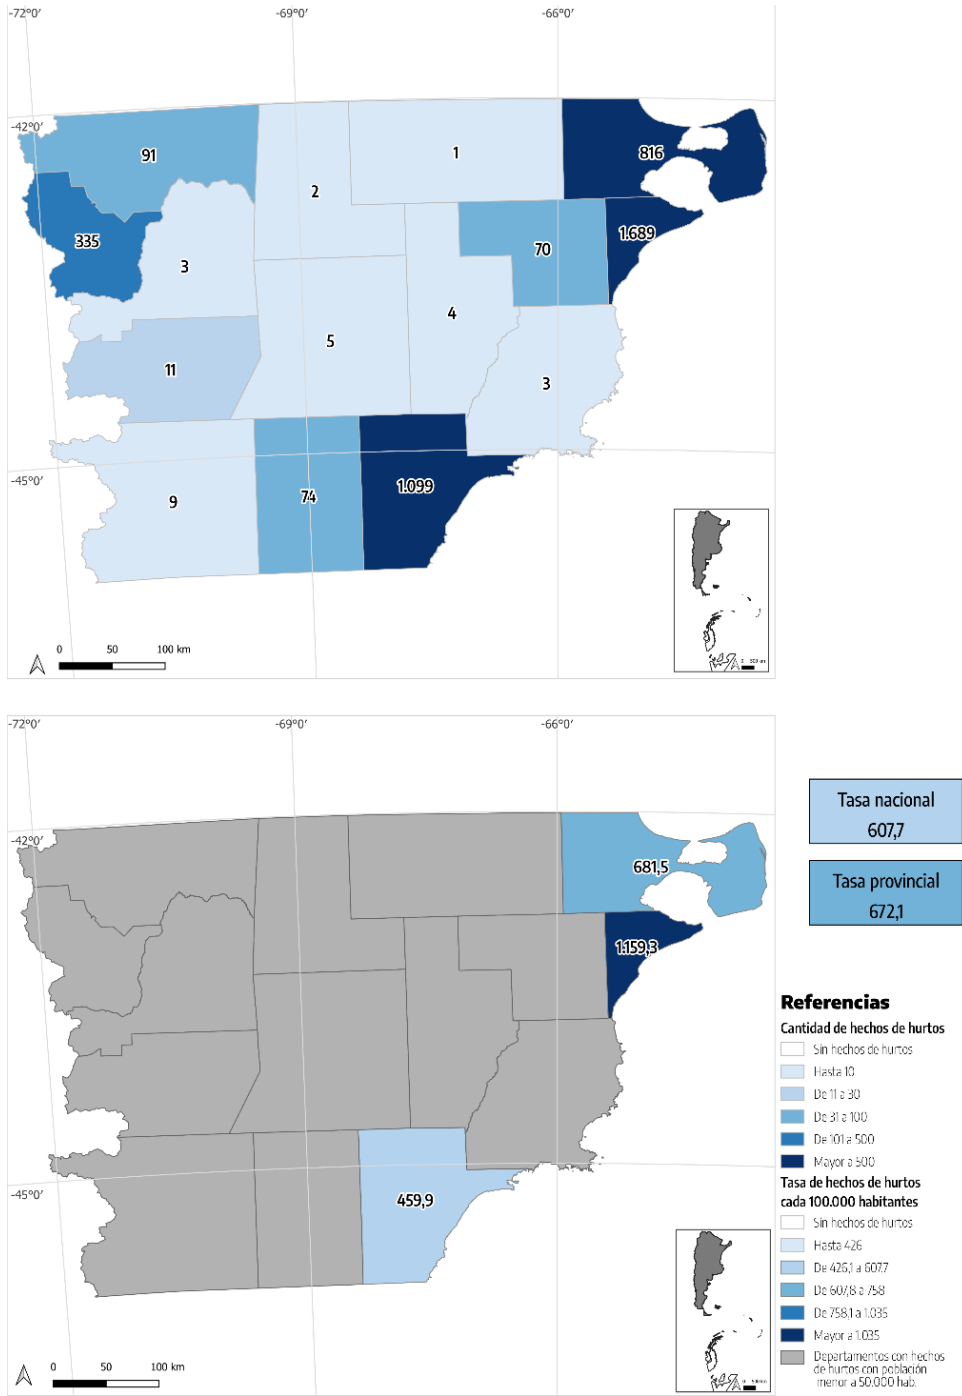 -72°0'
-69°0'
-66°0'
-42°0'
91
2
1
816
335
3
70
1.689
4
5
11
3
9
74
1.099
-45°0'
0 50 100 km
0 500 km
-72°0'
-69°0'
-66°0'
-42°0'
681,5
1.159,3
459,9
-45°0'
0 50 100 km
Tasa nacional
607,7
Tasa provincial
672,1
Referencias
Cantidad de hechos de hurtos
Sin hechos de hurtos
Hasta 10
De 11 a 30
De 31 a 100
De 101 a 500
Mayor a 500
Tasa de hechos de hurtos
cada 100.000 habitantes
Sin hechos de hurtos
Hasta 426
De 426,1 a 607,7
De 607,8 a 758
De 758,1 a 1.035
Mayor a 1.035
Departamentos con hechos
de hurtos con población
menor a 50.000 hab.